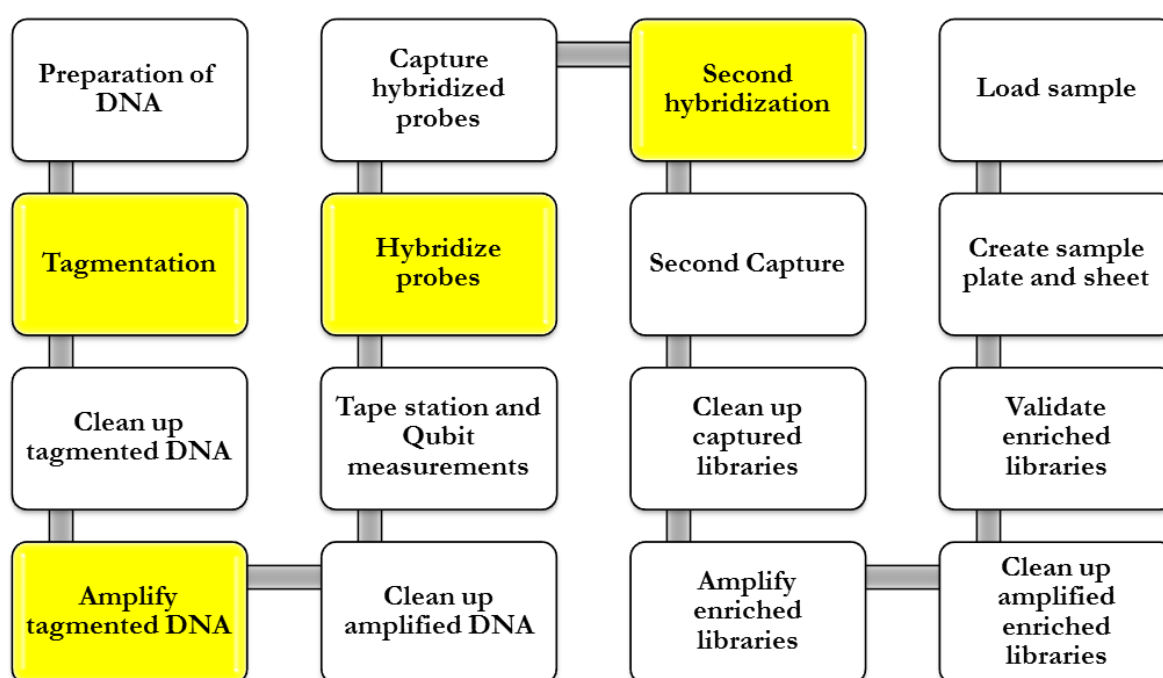 Preparation of
DNA
Tagmentation
Clean up
tagmented DNA
Amplify
tagmented DNA
Clean up
amplified DNA
Tape station and
Qubit
measurements
Hybridize
probes
Capture
hybridized
probes
Second
hybridization
Second Capture
Clean up
captured
libraries
Amplify
enriched
libraries
Clean up
amplified
enriched
libraries
Validate
enriched
libraries
Create sample
plate and sheet
Load sample